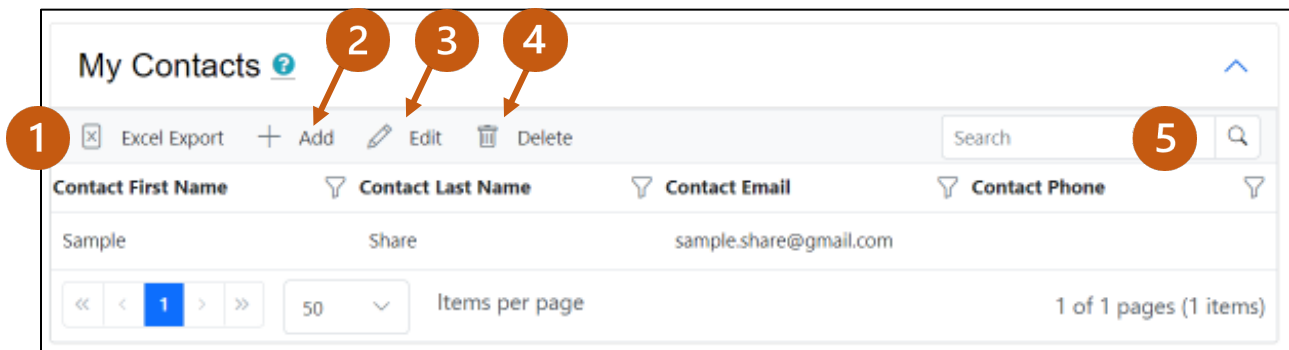 2 3 4
My Contacts ?
1 Excel Export Add Edit Delete Search 5
Contact First Name Contact Last Name Contact Email Contact Phone
Sample Share sample.share@gmail.com
« < 1 > » 50 Items per page 1 of 1 pages (1 items)